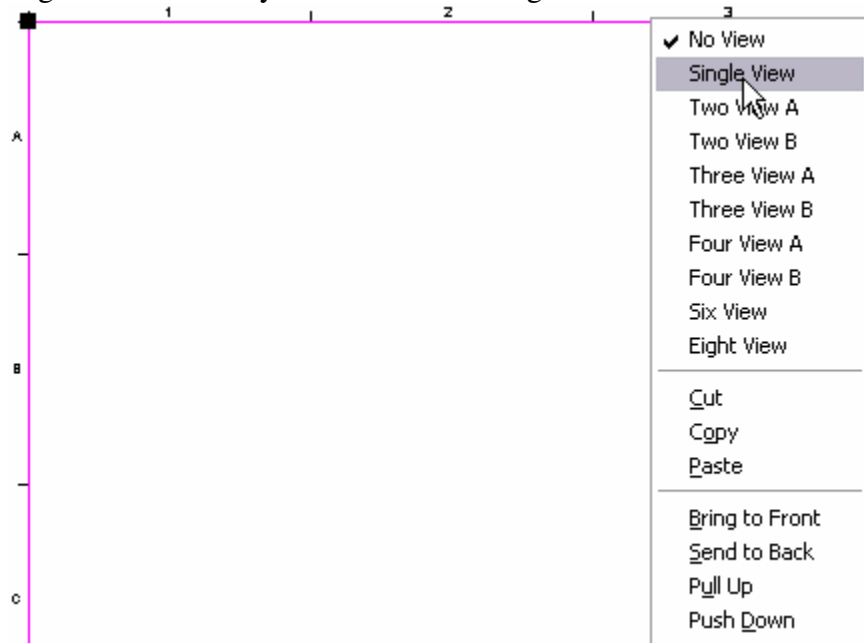 1 2 3
No View
Single View
Two View A
Two View B
Three View A
Three View B
Four View A
Four View B
Six View
Eight View
Cut
Copy
Paste
Bring to Front
Send to Back
Pull Up
Push Down
A
B
C